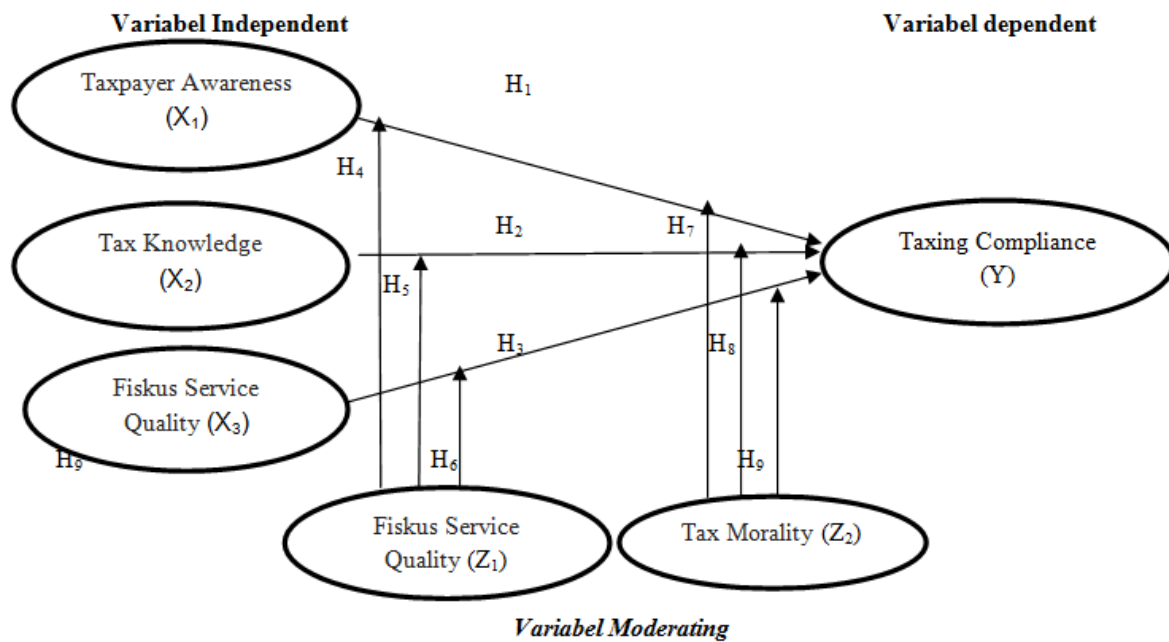 Variabel Independent
Variabel dependent
Taxpayer Awareness
(X₁)
H₁
H₄
Tax Knowledge
(X₂)
H₂
H₇
Taxing Compliance
(Y)
H₅
H₃
H₈
Fiskus Service
Quality (X₃)
H₉
H₆
H₉
Fiskus Service
Quality (Z₁)
Tax Morality (Z₂)
Variabel Moderating